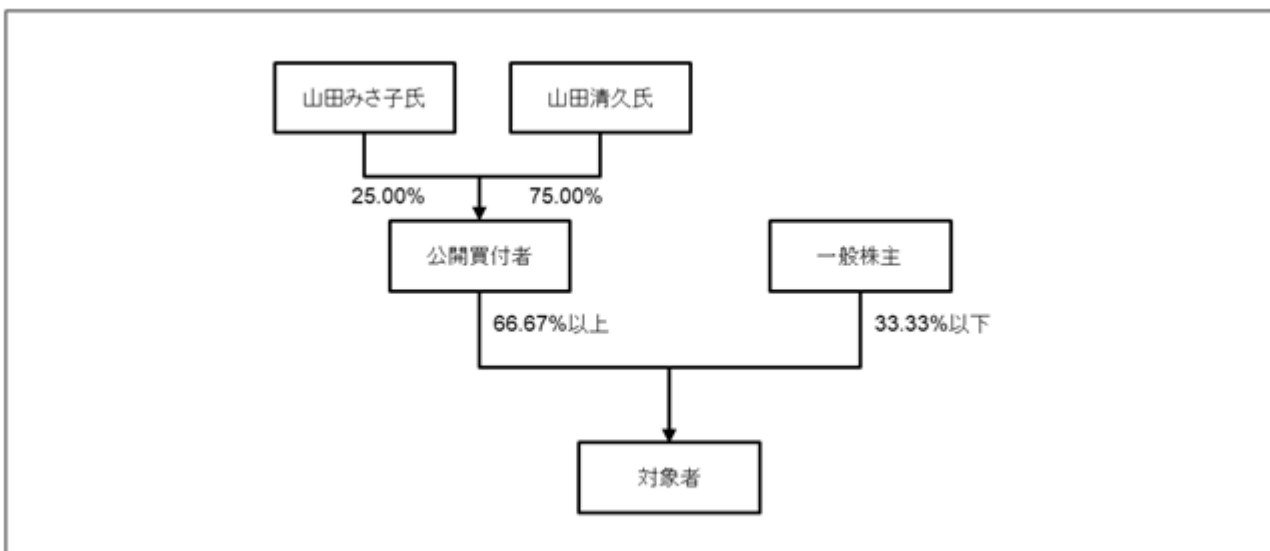 山田みさ子氏
山田清久氏
25.00%
75.00%
公開買付者
一般株主
66.67%以上
33.33%以下
対象者